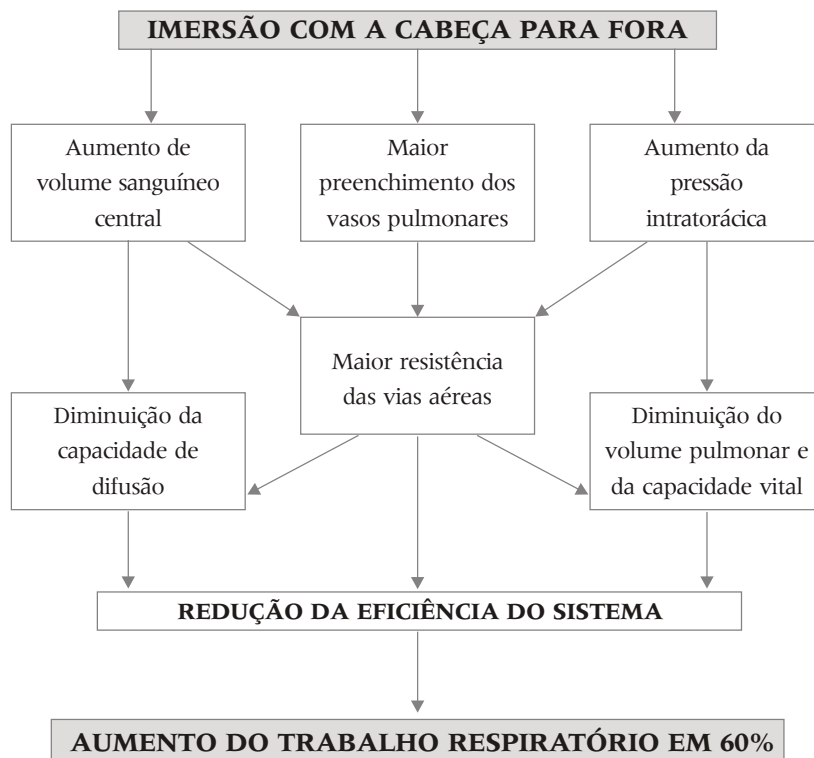 IMERSÃO COM A CABEÇA PARA FORA
Aumento de
volume sanguíneo
central
Maior
preenchimento dos
vasos pulmonares
Aumento da
pressão
intratorácica
Maior resistência
das vias aéreas
Diminuição da
capacidade de
difusão
Diminuição do
volume pulmonar e
da capacidade vital
REDUÇÃO DA EFICIÊNCIA DO SISTEMA
AUMENTO DO TRABALHO RESPIRATÓRIO EM 60%